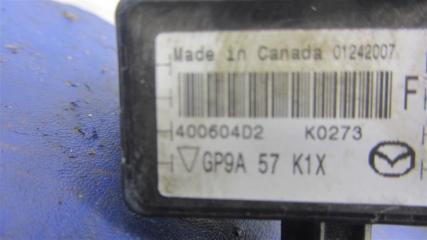 Made in Canada 01242007
F
400604D2 K0273
GP9A 57 K1X